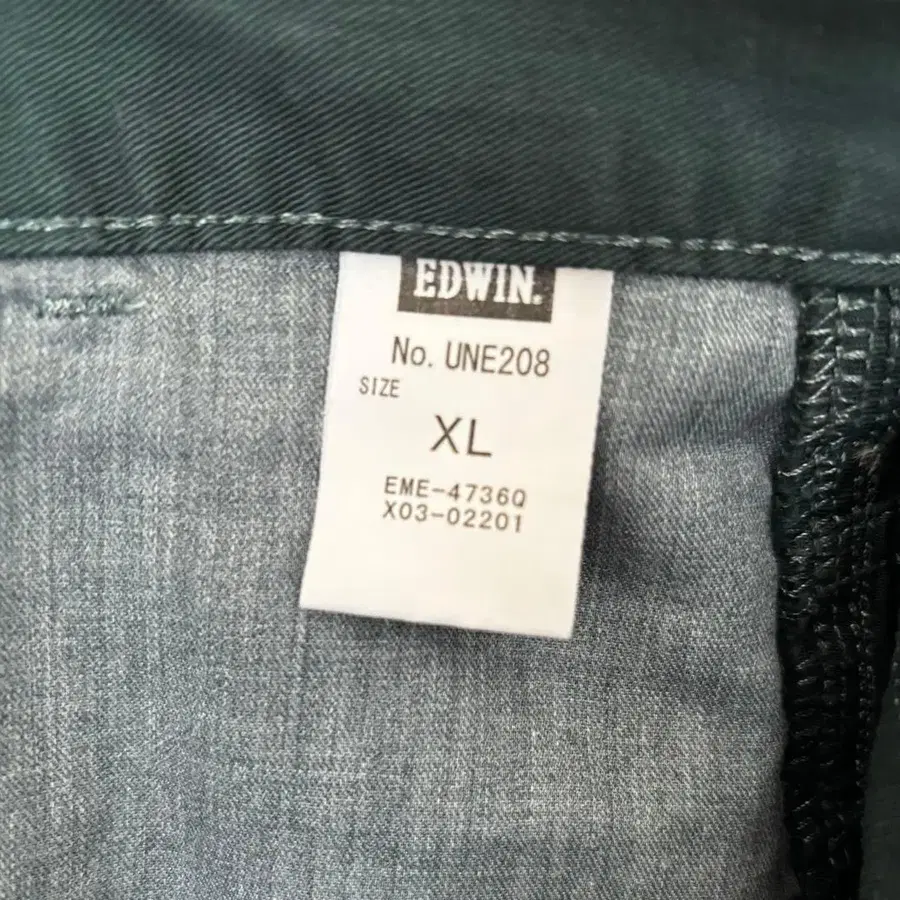 EDWIN.
No. UNE208
SIZE
XL
EME-4736Q
X03-02201